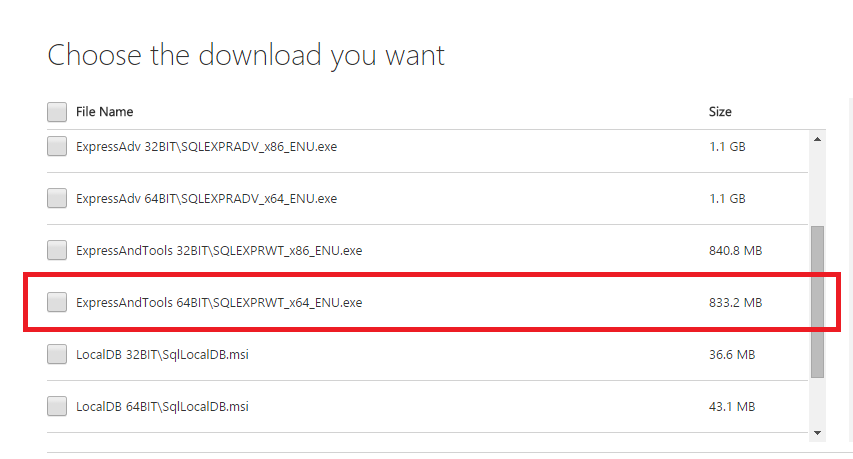 Choose the download you want
File Name Size
ExpressAdv 32BIT\SQLEXPRADV_x86_ENU.exe 1.1 GB
ExpressAdv 64BIT\SQLEXPRADV_x64_ENU.exe 1.1 GB
ExpressAndTools 32BIT\SQLEXPRWT_x86_ENU.exe 840.8 MB
ExpressAndTools 64BIT\SQLEXPRWT_x64_ENU.exe 833.2 MB
LocalDB 32BIT\SqlLocalDB.msi 36.6 MB
LocalDB 64BIT\SqlLocalDB.msi 43.1 MB